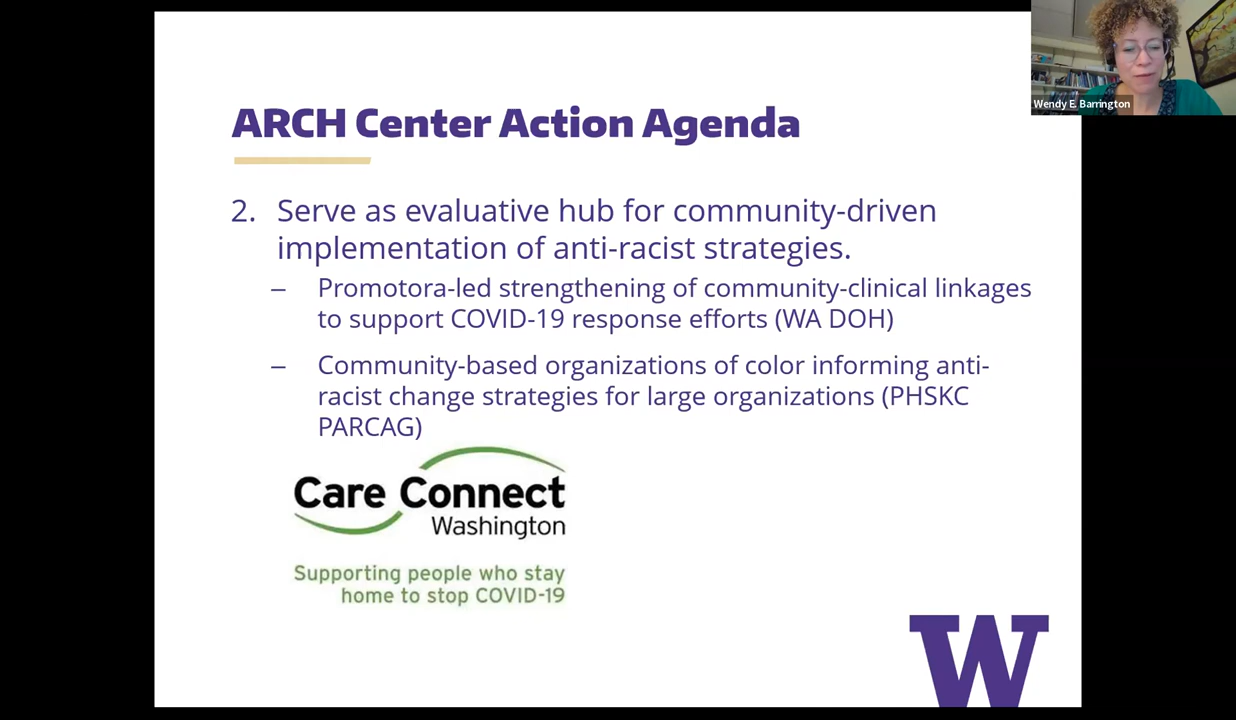 ARCH Center Action Agenda
Wendy E. Barrington
2. Serve as evaluative hub for community-driven
implementation of anti-racist strategies.
– Promotora-led strengthening of community-clinical linkages
to support COVID-19 response efforts (WA DOH)
– Community-based organizations of color informing anti-
racist change strategies for large organizations (PHSKC
PARCAG)
Care Connect
Washington
Supporting people who stay
home to stop COVID-19
W